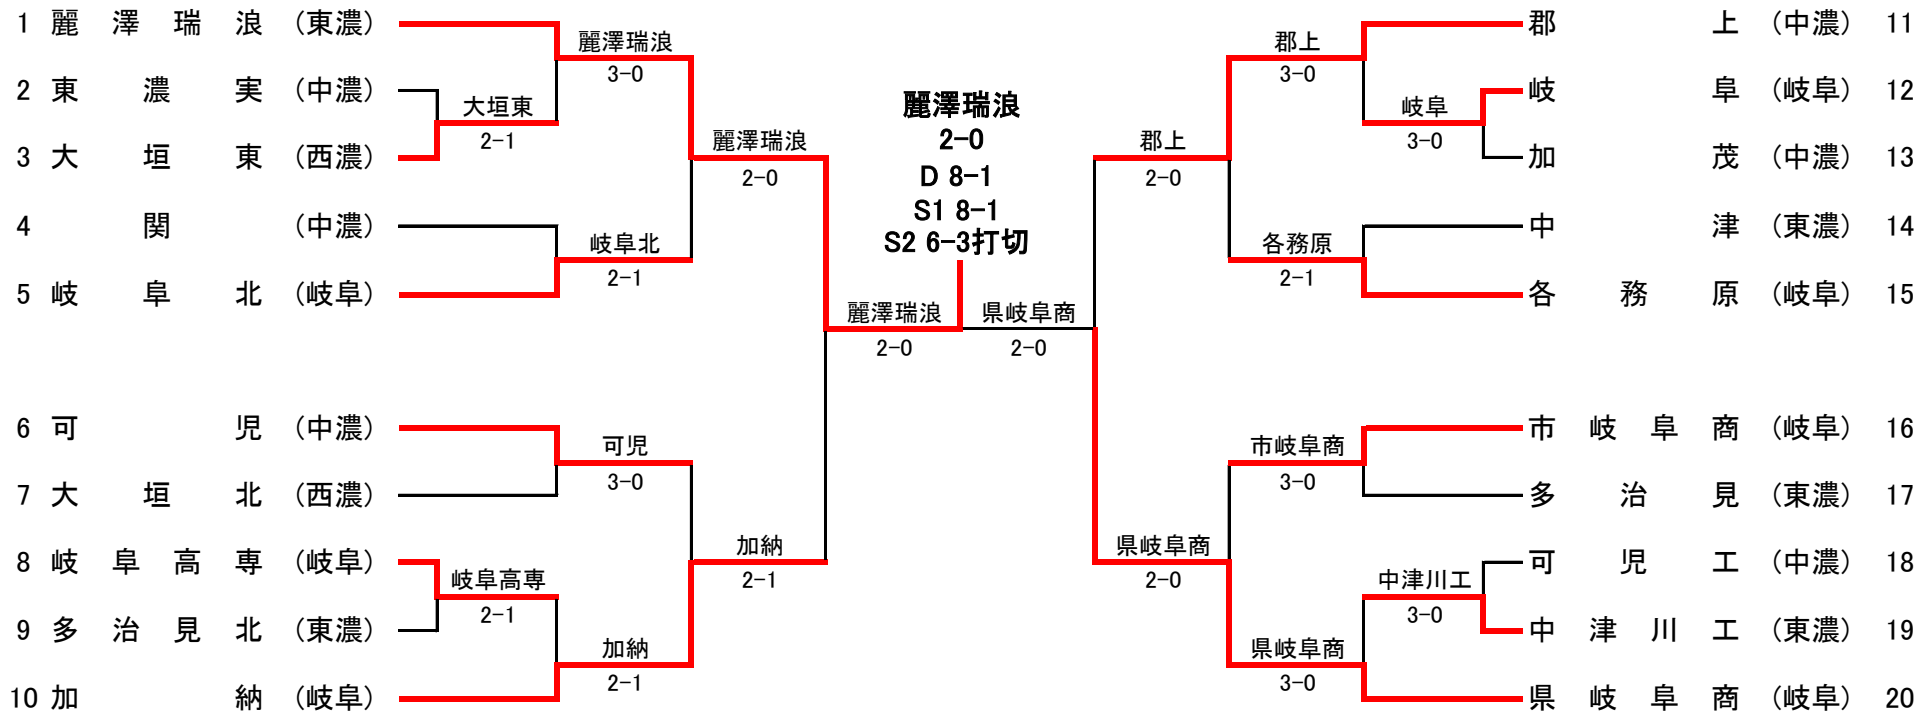 1 麗澤瑞浪 (東濃)
2 東濃実 (中濃)
3 大垣東 (西濃)
4 関 (中濃)
5 岐阜北 (岐阜)
6 可児 (中濃)
7 大垣北 (西濃)
8 岐阜高専 (岐阜)
9 多治見北 (東濃)
10 加納 (岐阜)
大垣東
2-1
岐阜高専
2-1
麗澤瑞浪
3-0
岐阜北
2-1
可児
3-0
加納
2-1
麗澤瑞浪
2-0
加納
2-1
麗澤瑞浪
2-0
麗澤瑞浪
2-0
D 8-1
S1 8-1
S2 6-3打切
県岐阜商
2-0
郡上
2-0
県岐阜商
2-0
郡上
3-0
各務原
2-1
市岐阜商
3-0
県岐阜商
3-0
岐阜
3-0
中津川工
3-0
郡上 (中濃) 11
岐阜 (岐阜) 12
加茂 (中濃) 13
中津 (東濃) 14
各務原 (岐阜) 15
市岐阜商 (岐阜) 16
多治見 (東濃) 17
可児工 (中濃) 18
中津川工 (東濃) 19
県岐阜商 (岐阜) 20